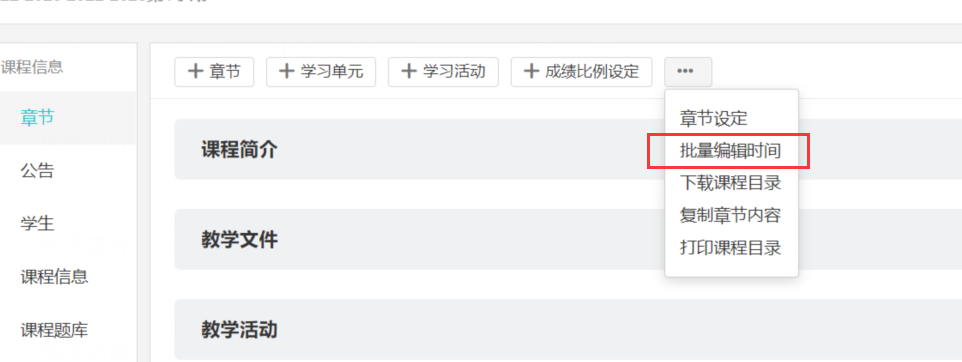 课程信息
章节
公告
学生
课程信息
课程题库
章节
学习单元
学习活动
成绩比例设定
章节设定
批量编辑时间
下载课程目录
复制章节内容
打印课程目录
课程简介
教学文件
教学活动